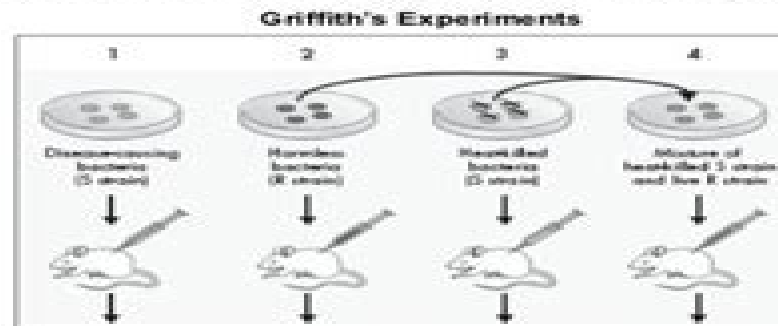 Griffith's Experiments
1 2 3 4
Disease-causing
bacteria
(S strain)
Harmless
bacteria
(R strain)
Heat-killed
bacteria
(S strain)
Mixture of
heat-killed S strain
and live R strain